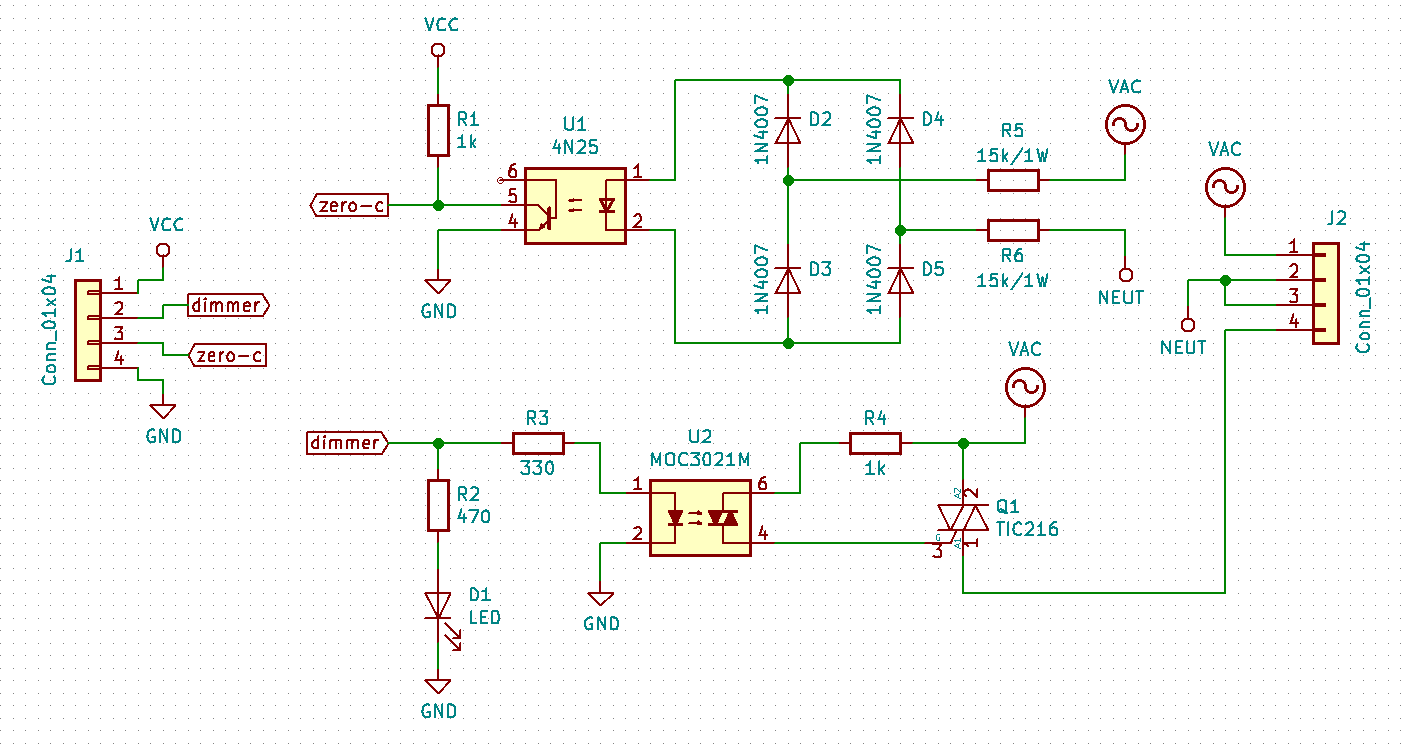 VCC
R1
1k
U1
4N25
6
5
4
1
2
zero-c
GND
1N4007
D2
1N4007
D4
1N4007
D3
1N4007
D5
R5
15k/1W
R6
15k/1W
VAC
NEUT
VAC
J2
1
2
3
4
Conn_01x04
NEUT
VCC
J1
1
2
3
4
Conn_01x04
dimmer
zero-c
GND
dimmer
R3
330
R2
470
D1
LED
GND
U2
MOC3021M
1
2
6
4
GND
R4
1k
VAC
A2
2
Q1
TIC216
G
3
A1
1